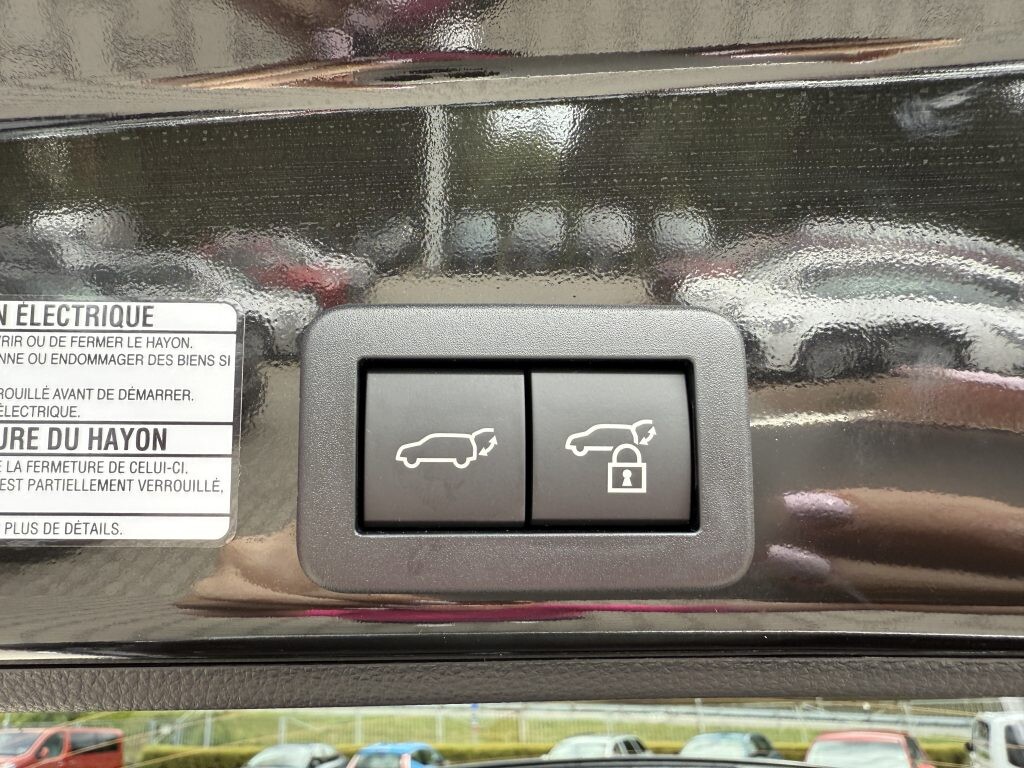 N ÉLECTRIQUE
RIR OU DE FERMER LE HAYON.
NNE OU ENDOMMAGER DES BIENS SI
ROUILLÉ AVANT DE DÉMARRER.
ÉLECTRIQUE.
URE DU HAYON
LA FERMETURE DE CELUI-CI.
EST PARTIELLEMENT VERROUILLÉ,
PLUS DE DÉTAILS.